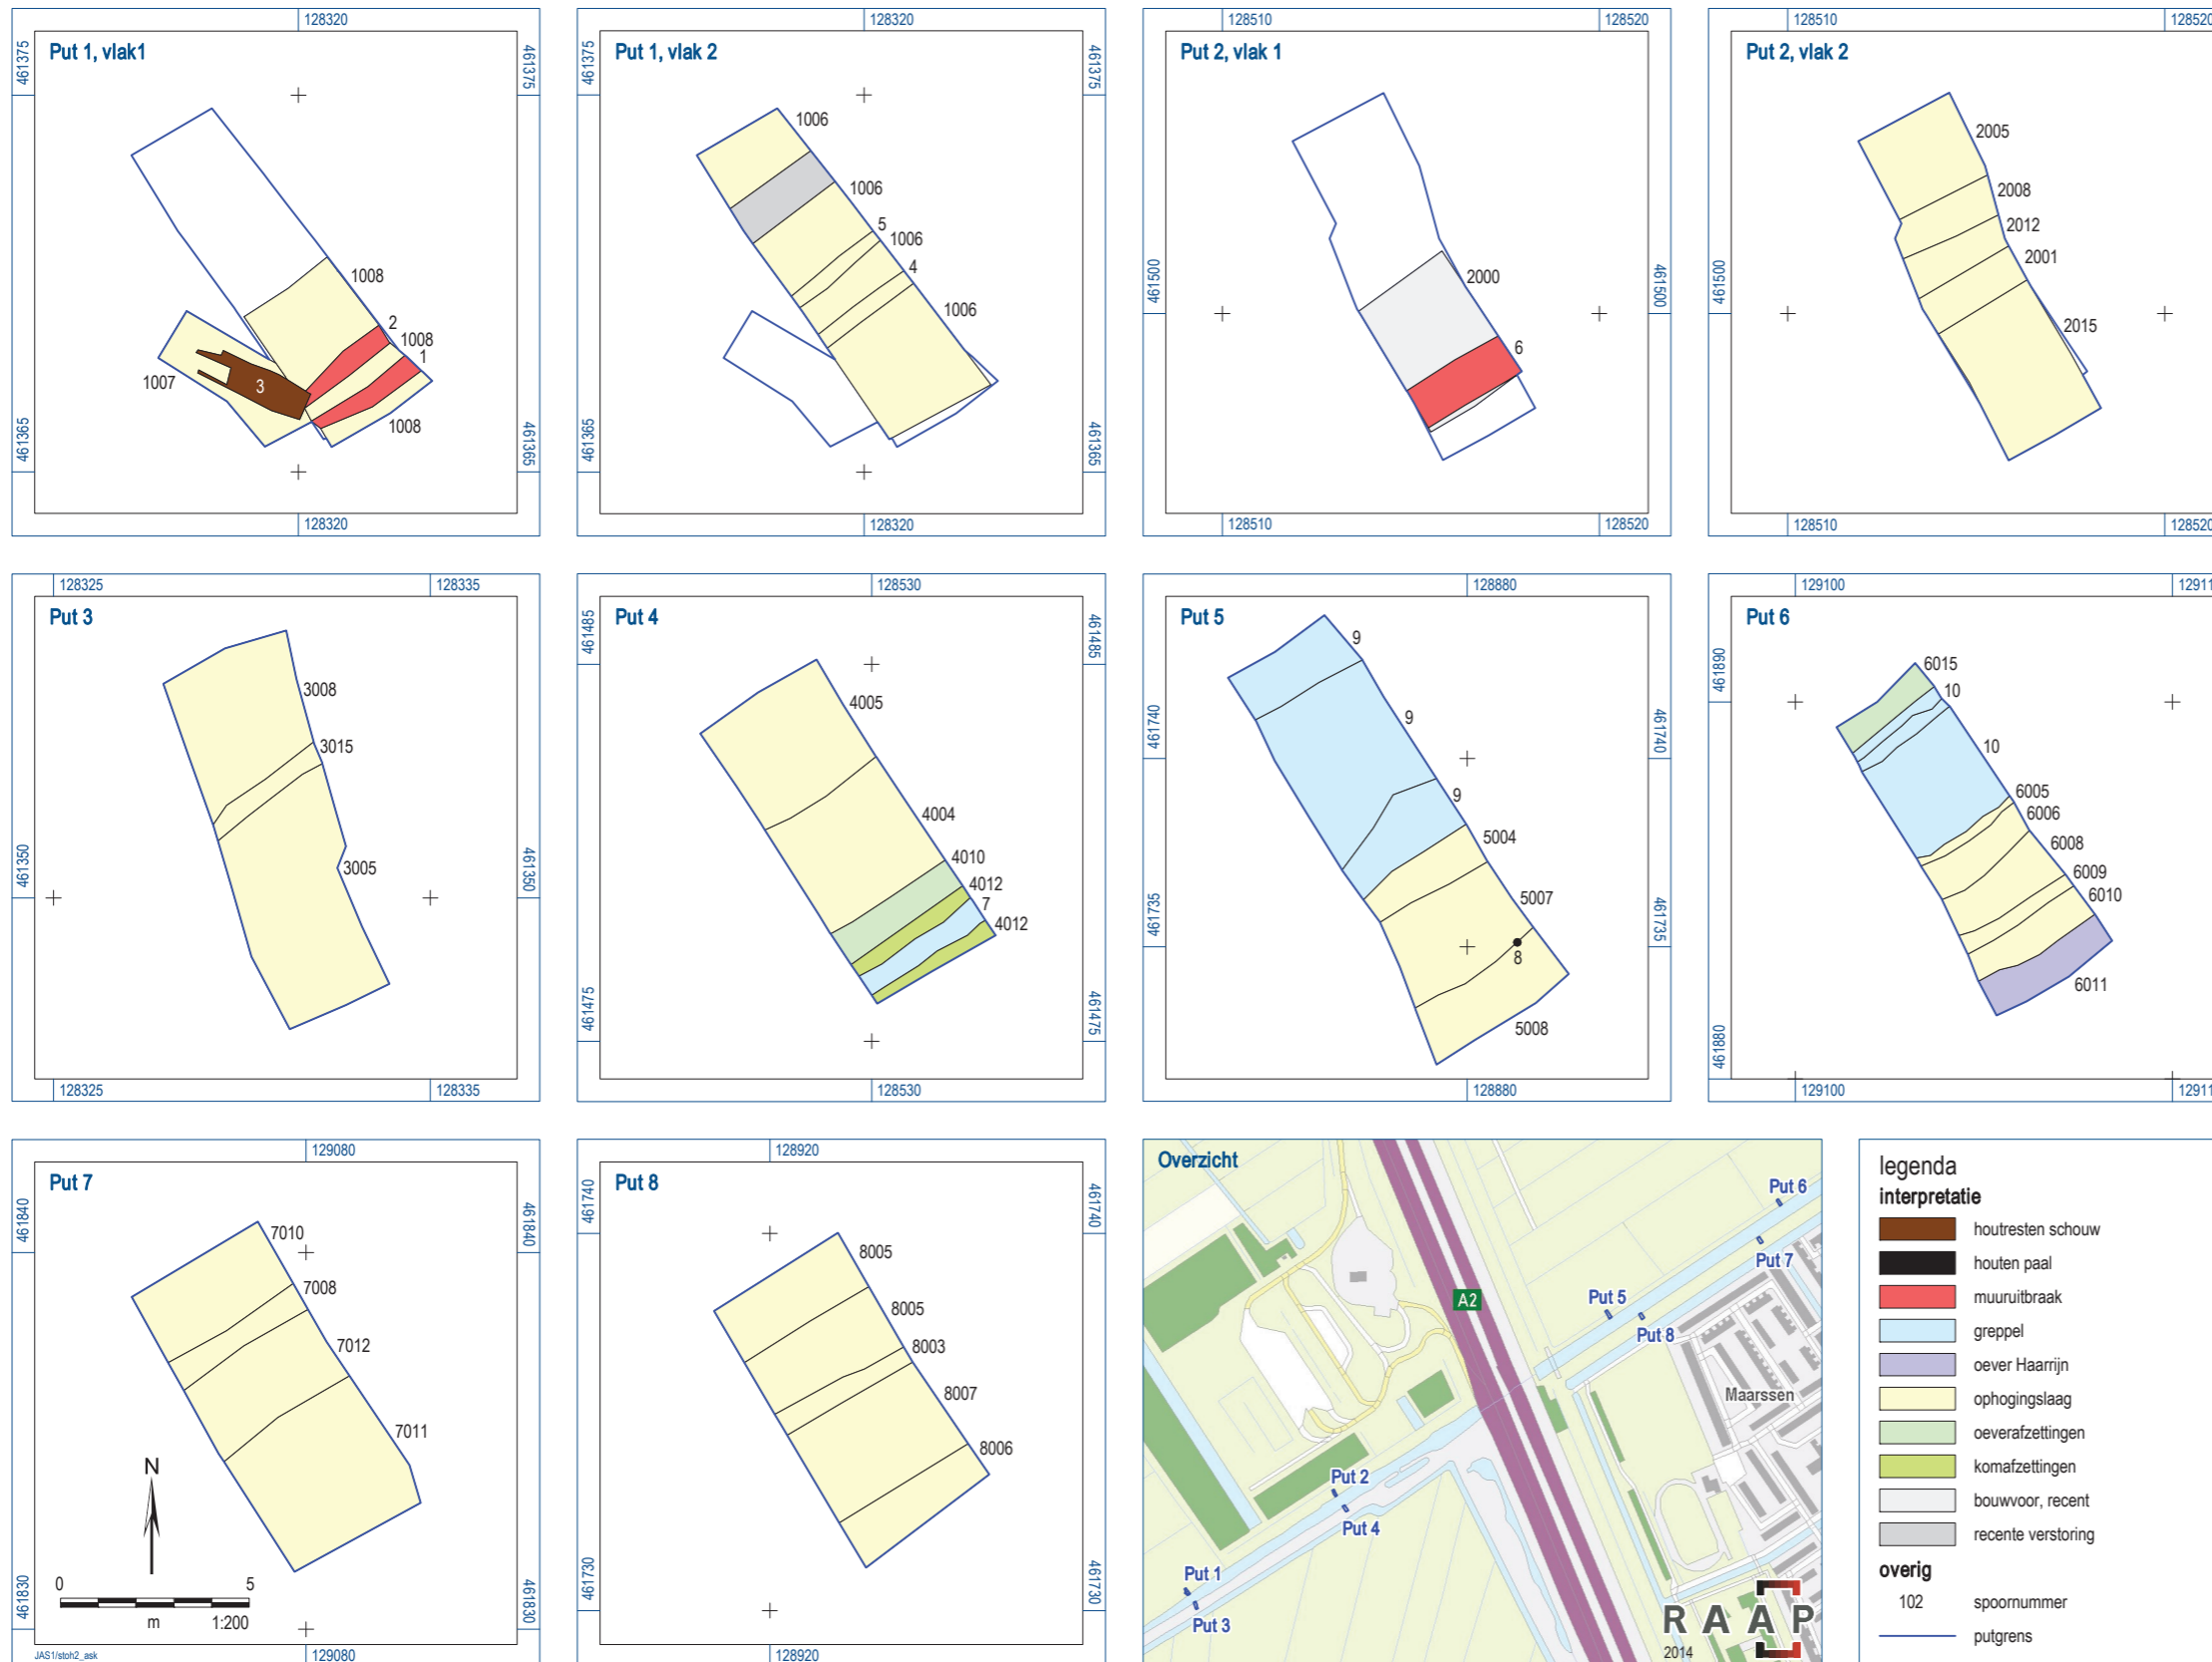 128320
461375
Put 1, vlak1
461375
1008
2
1008
1
3
1007
1008
461365
461365
128320
128320
461375
Put 1, vlak 2
461375
1006
1006
5
1006
4
1006
461365
461365
128320
128510
128520
Put 2, vlak 1
461500
2000
461500
6
128510
128520
128510
128520
Put 2, vlak 2
2005
2008
2012
2001
461500
2015
128510
128520
128325
128335
Put 3
3008
3015
461350
3005
461350
128325
128335
128530
461485
Put 4
461485
4005
4004
4010
4012
7
4012
461475
461475
128530
128880
Put 5
9
461740
9
461740
9
5004
461735
5007
461735
8
5008
128880
129100
12911
Put 6
461890
6015
10
10
6005
6006
6008
6009
6010
6011
461880
129100
12911
129080
461840
Put 7
461840
7010
7008
7012
7011
N
0 5
m 1:200
461830
461830
JAS1/stoh2_ask
129080
128920
461740
Put 8
461740
8005
8005
8003
8007
8006
461730
461730
128920
Overzicht
Put 6
Put 7
Put 5
Put 8
A2
Maarssen
Put 2
Put 4
Put 1
Put 3
RAAP
2014
legenda
interpretatie
houtresten schouw
houten paal
muuruitbraak
greppel
oever Haarrijn
ophogingslaag
oeverafzettingen
komafzettingen
bouwvoor, recent
recente verstoring
overig
102 spoornummer
putgrens